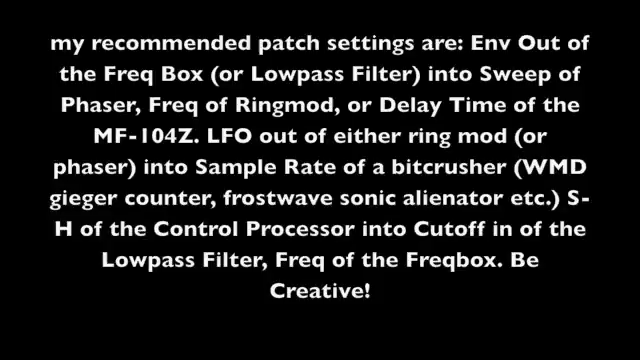 my recommended patch settings are: Env Out of
the Freq Box (or Lowpass Filter) into Sweep of
Phaser, Freq of Ringmod, or Delay Time of the
MF-104Z. LFO out of either ring mod (or
phaser) into Sample Rate of a bitcrusher (WMD
gieger counter, frostwave sonic alienator etc.) S-
H of the Control Processor into Cutoff in of the
Lowpass Filter, Freq of the Freqbox. Be
Creative!